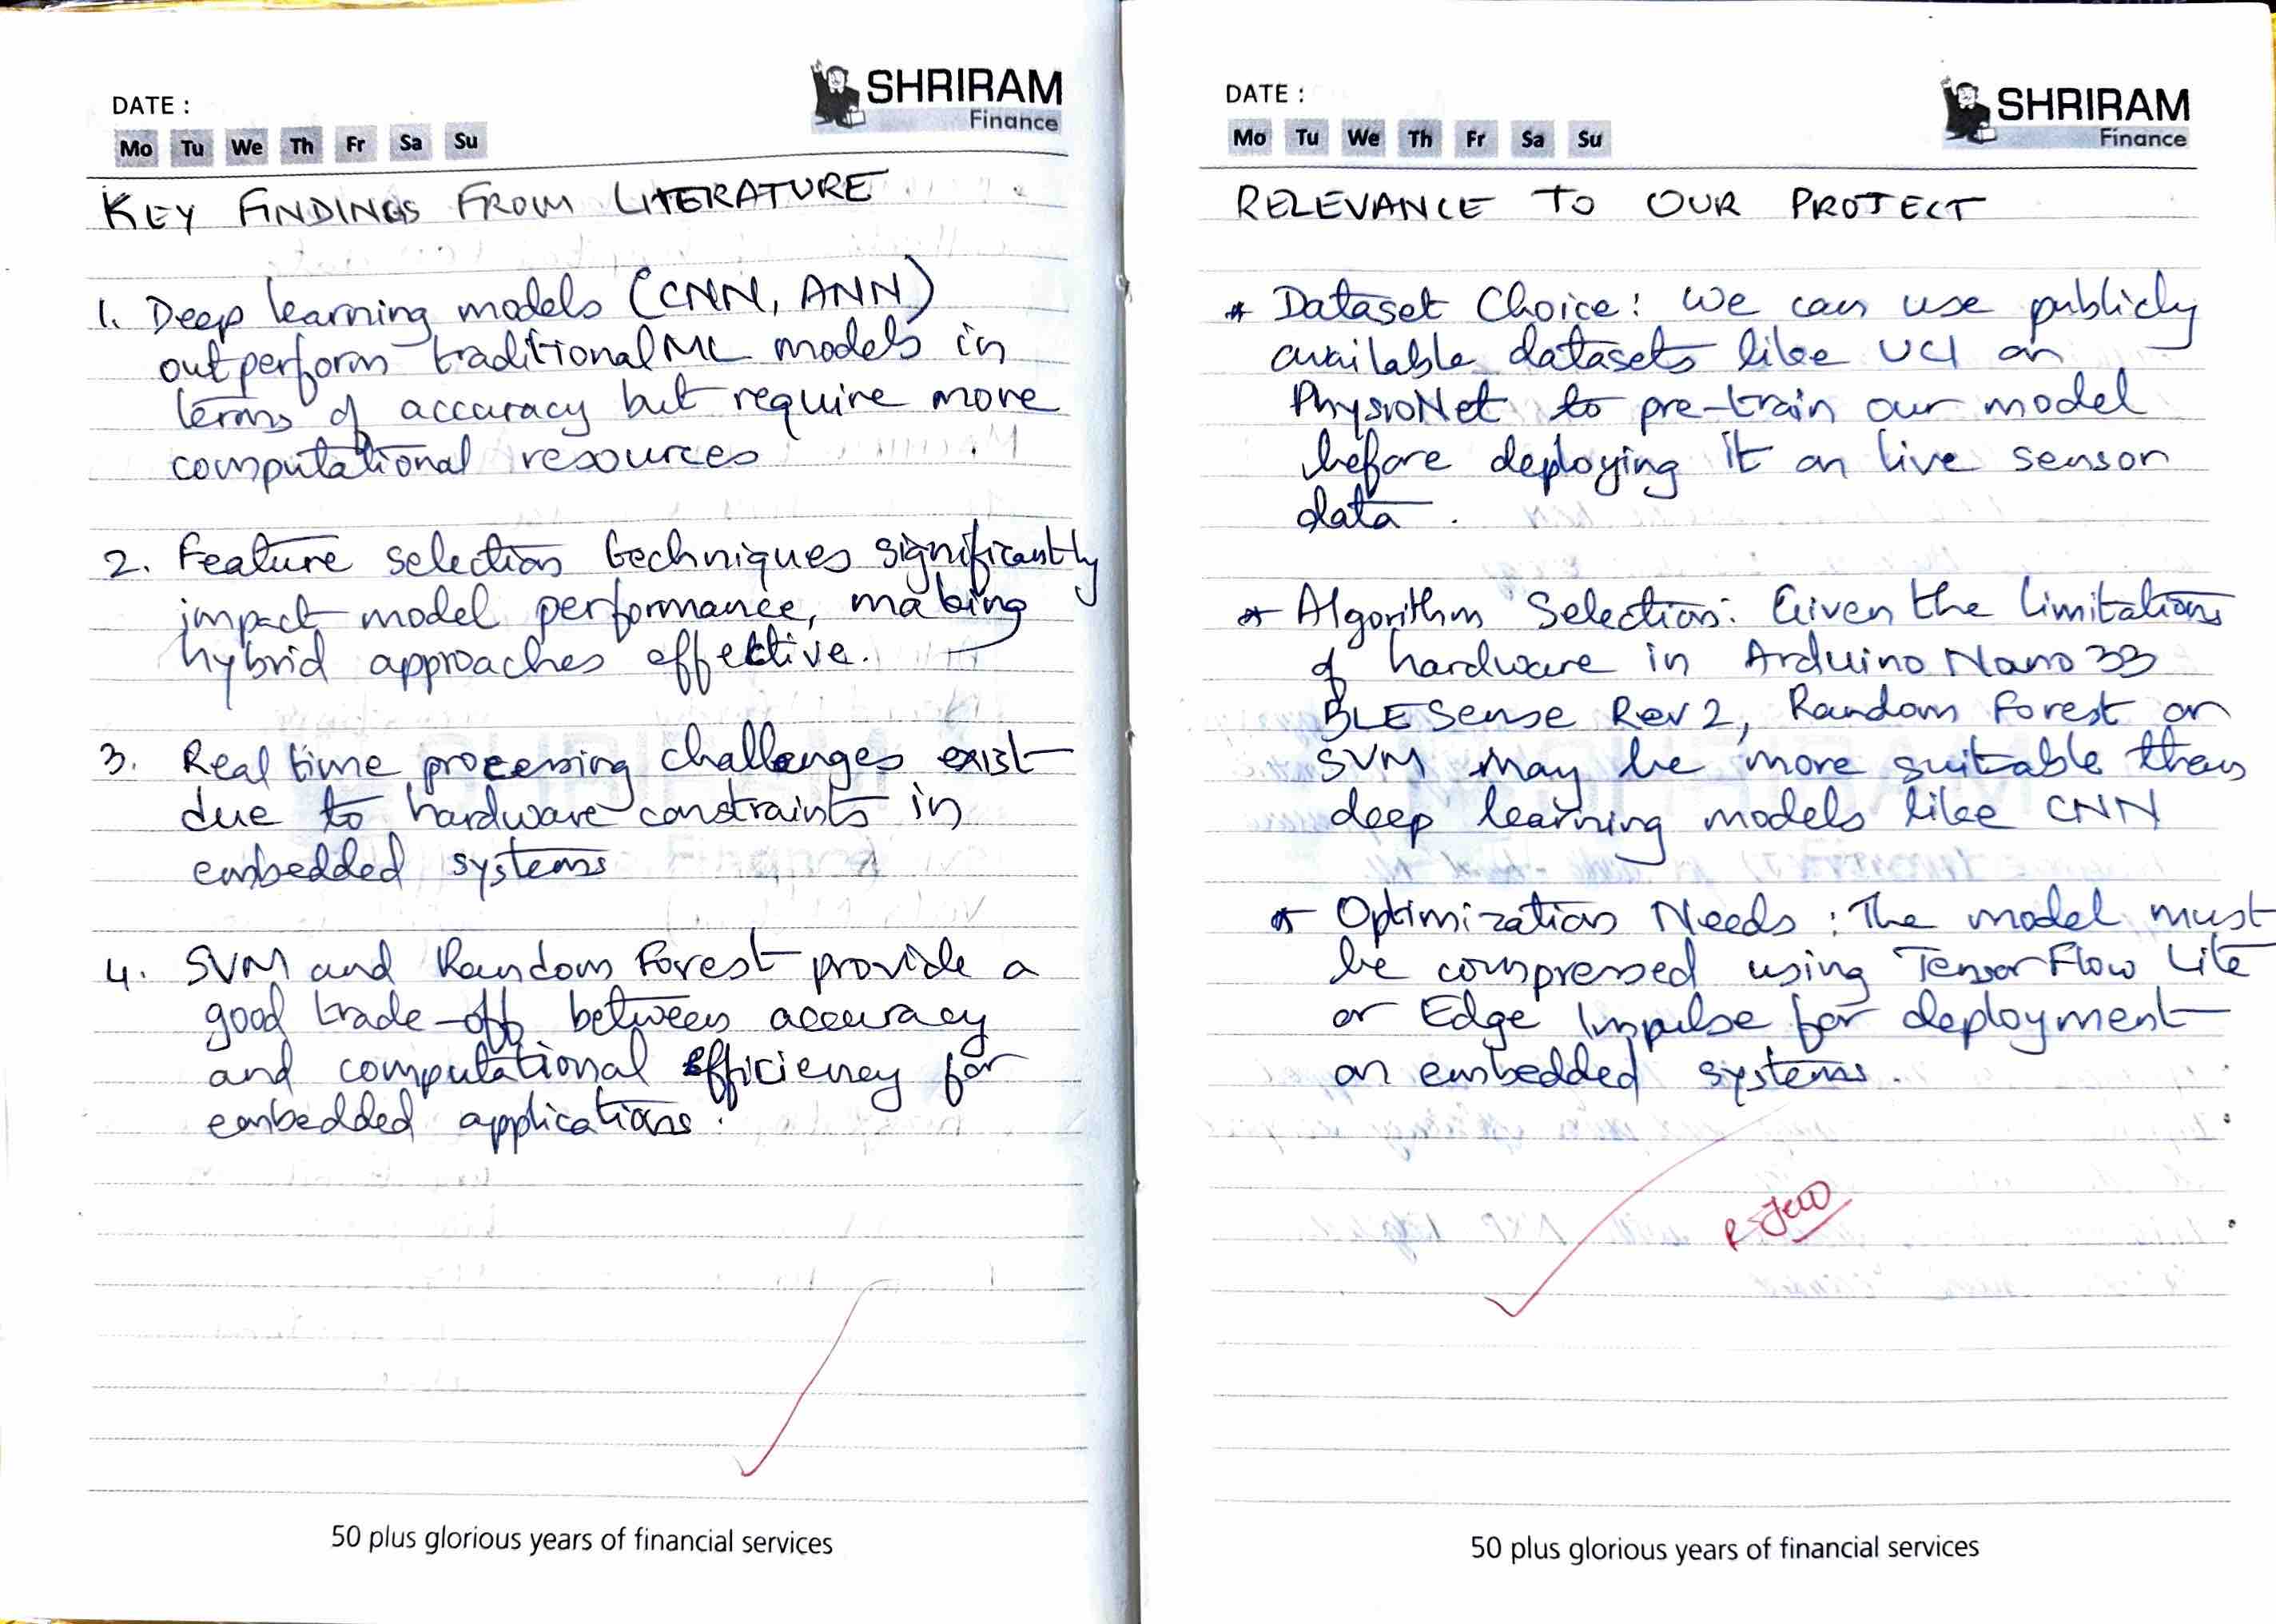 DATE :
SHRIRAM
Finance
Mo Tu We Th Fr Sa Su
KEY FINDINGS FROM LITERATURE
1. Deep learning models (CNN, ANN)
outperform traditional ML models in
terms of accuracy but require more
computational resources
2. Feature selection techniques significantly
impact model performance, making
hybrid approaches effective.
3. Real time processing challenges exist
due to hardware constraints in
embedded systems
4. SVM and Random Forest provide a
good trade-off between accuracy
and computational efficiency for
embedded applications.
50 plus glorious years of financial services
DATE :
SHRIRAM
Finance
Mo Tu We Th Fr Sa Su
RELEVANCE TO OUR PROJECT
* Dataset Choice: We can use publicly
available datasets like UCI or
PhysioNet to pre-train our model
before deploying it on live sensor
data.
* Algorithm Selection: Given the limitations
of hardware in Arduino Nano 33
BLE Sense Rev 2, Random Forest or
SVM may be more suitable than
deep learning models like CNN
* Optimization Needs : The model must
be compressed using TensorFlow Lite
or Edge Impulse for deployment
on embedded systems.
50 plus glorious years of financial services